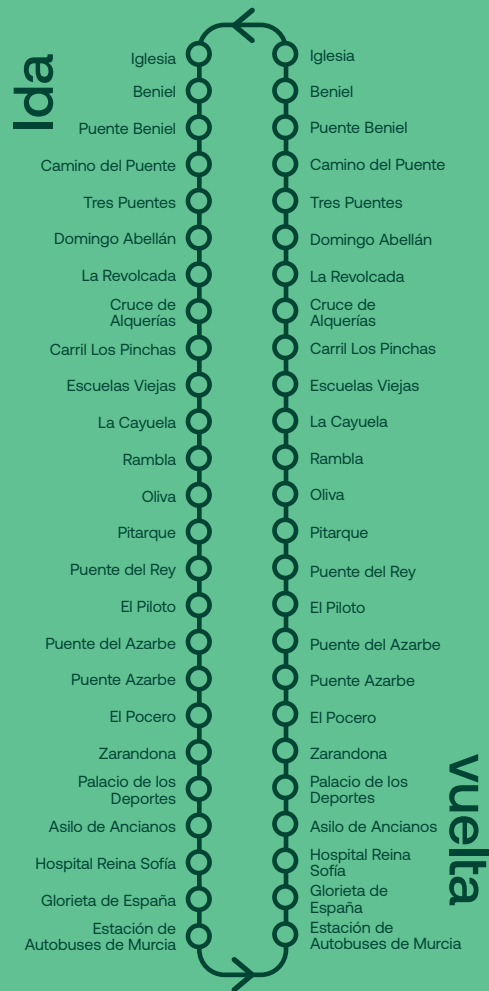 Ida
Iglesia
Beniel
Puente Beniel
Camino del Puente
Tres Puentes
Domingo Abellán
La Revolcada
Cruce de
Alquerías
Carril Los Pinchas
Escuelas Viejas
La Cayuela
Rambla
Oliva
Pitarque
Puente del Rey
El Piloto
Puente del Azarbe
Puente Azarbe
El Pocero
Zarandona
Palacio de los
Deportes
Asilo de Ancianos
Hospital Reina Sofía
Glorieta de España
Estación de
Autobuses de Murcia
Iglesia
Beniel
Puente Beniel
Camino del Puente
Tres Puentes
Domingo Abellán
La Revolcada
Cruce de
Alquerías
Carril Los Pinchas
Escuelas Viejas
La Cayuela
Rambla
Oliva
Pitarque
Puente del Rey
El Piloto
Puente del Azarbe
Puente Azarbe
El Pocero
Zarandona
Palacio de los
Deportes
Asilo de Ancianos
Hospital Reina
Sofía
Glorieta de
España
Estación de
Autobuses de Murcia
vuelta